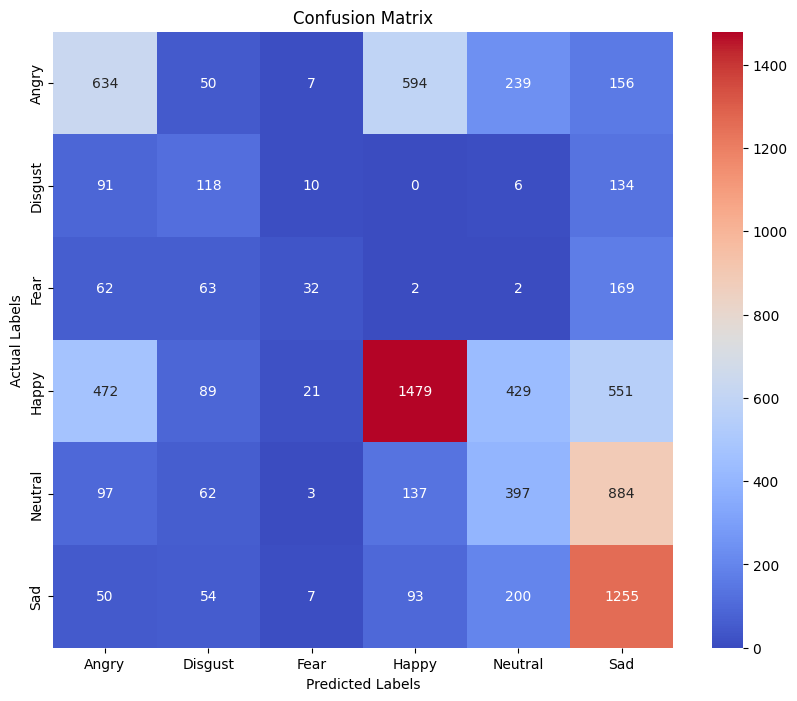 Confusion Matrix
Actual Labels
Angry 634 50 7 594 239 156
Disgust 91 118 10 0 6 134
Fear 62 63 32 2 2 169
Happy 472 89 21 1479 429 551
Neutral 97 62 3 137 397 884
Sad 50 54 7 93 200 1255
Angry Disgust Fear Happy Neutral Sad
Predicted Labels
1400
1200
1000
800
600
400
200
0